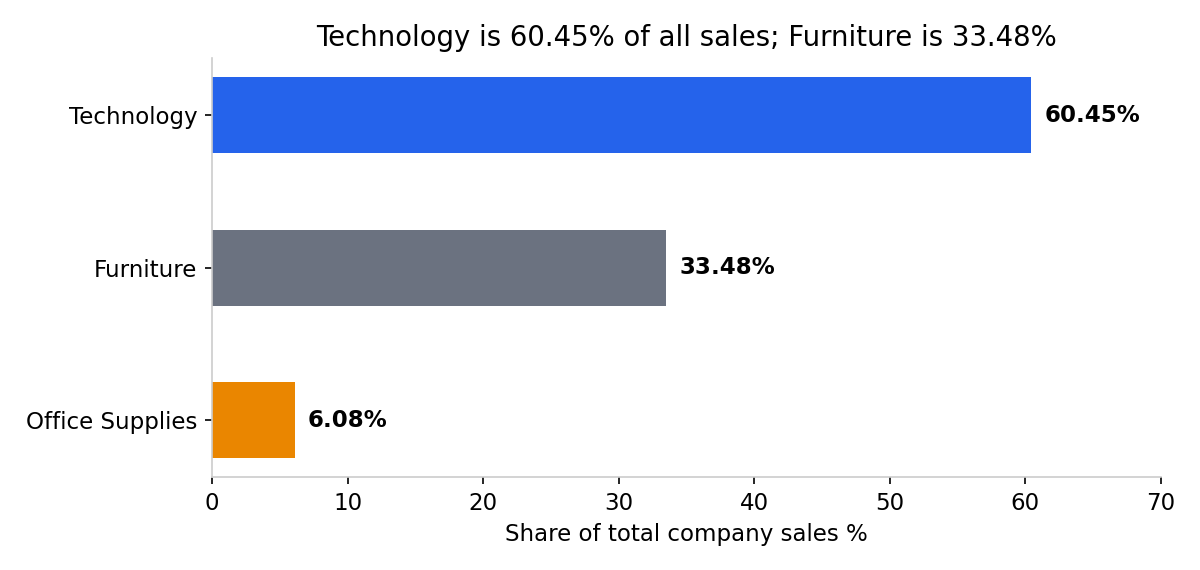 Technology is 60.45% of all sales; Furniture is 33.48%
Technology
60.45%
Furniture
33.48%
Office Supplies
6.08%
0 10 20 30 40 50 60 70
Share of total company sales %